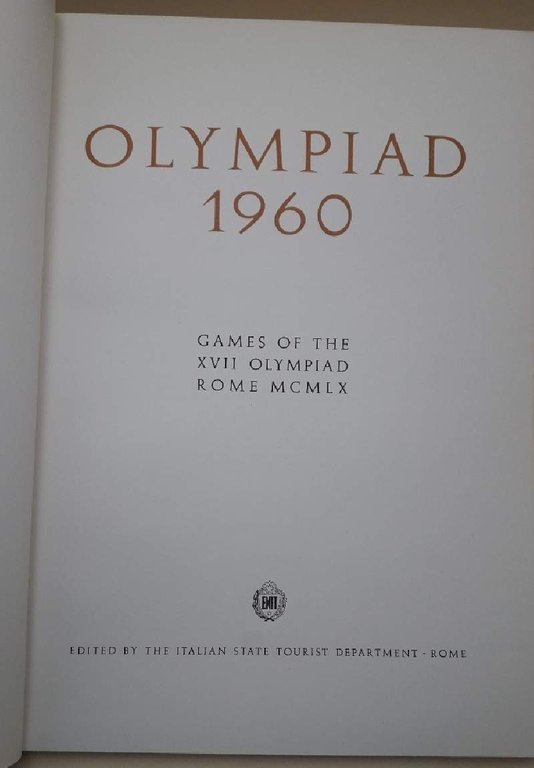 OLYMPIAD
1960
GAMES OF THE
XVII OLYMPIAD
ROME MCMLX
ENIT
EDITED BY THE ITALIAN STATE TOURIST DEPARTMENT - ROME